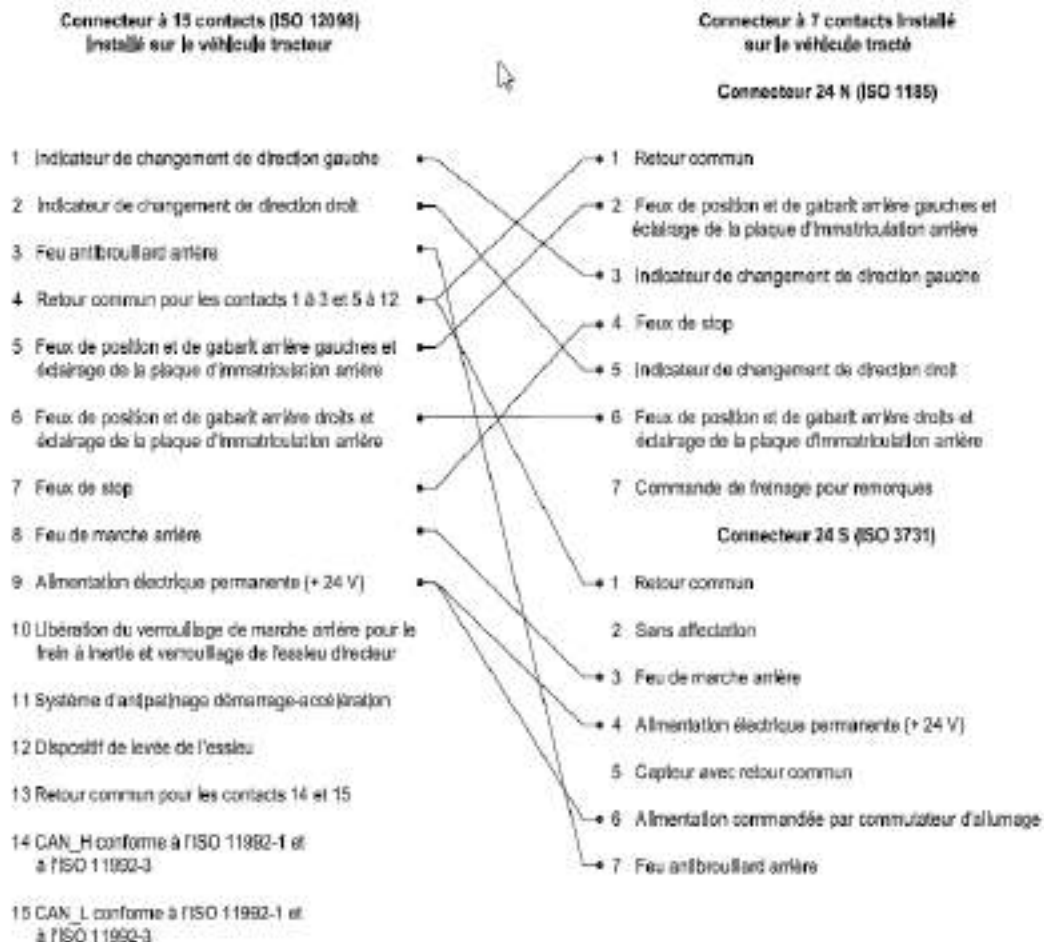 Connecteur à 15 contacts (ISO 12098)
Installé sur le véhicule tracteur
Connecteur à 7 contacts Installé
sur le véhicule tracté
Connecteur 24 N (ISO 1185)
1 Indicateur de changement de direction gauche
2 Indicateur de changement de direction droit
3 Feu antibrouillard arrière
4 Retour commun pour les contacts 1 à 3 et 5 à 12
5 Feux de position et de gabarit arrière gauches et
éclairage de la plaque d'immatriculation arrière
6 Feux de position et de gabarit arrière droits et
éclairage de la plaque d'immatriculation arrière
7 Feux de stop
8 Feu de marche arrière
9 Alimentation électrique permanente (+ 24 V)
10 Libération du verrouillage de marche arrière pour le
frein à inertie et verrouillage de l'essieu directeur
11 Système d'antipatinage démarrage-accélération
12 Dispositif de levée de l'essieu
13 Retour commun pour les contacts 14 et 15
14 CAN_H conforme à l'ISO 11992-1 et
à l'ISO 11992-3
15 CAN_L conforme à l'ISO 11992-1 et
à l'ISO 11992-3
1 Retour commun
2 Feux de position et de gabarit arrière gauches et
éclairage de la plaque d'immatriculation arrière
3 Indicateur de changement de direction gauche
4 Feux de stop
5 Indicateur de changement de direction droit
6 Feux de position et de gabarit arrière droits et
éclairage de la plaque d'immatriculation arrière
7 Commande de freinage pour remorques
Connecteur 24 S (ISO 3731)
1 Retour commun
2 Sans affectation
3 Feu de marche arrière
4 Alimentation électrique permanente (+ 24 V)
5 Capteur avec retour commun
6 Alimentation commandée par commutateur d'allumage
7 Feu antibrouillard arrière